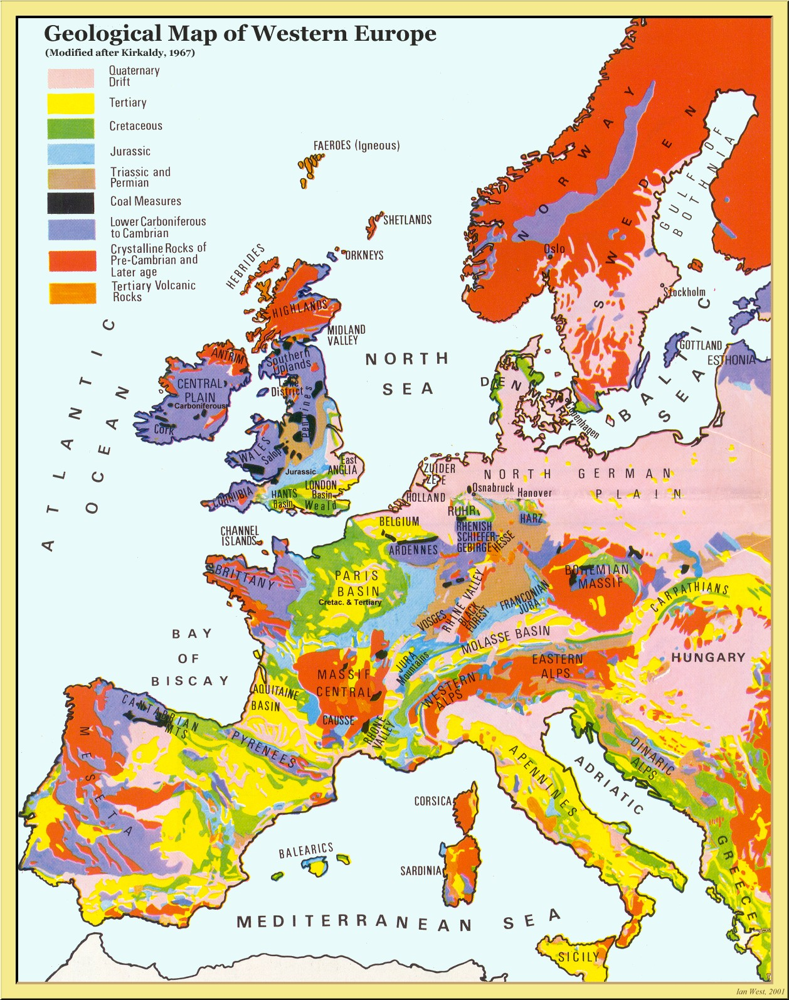 Geological Map of Western Europe
(Modified after Kirkaldy, 1967)
Quaternary
Drift
Tertiary
Cretaceous
Jurassic
Triassic and
Permian
Coal Measures
Lower Carboniferous
to Cambrian
Crystalline Rocks of
Pre-Cambrian and
Later age
Tertiary Volcanic
Rocks
FAEROES (Igneous)
SHETLANDS
ORKNEYS
HEBRIDES
HIGHLANDS
MIDLAND
VALLEY
Southern
Uplands
ANTRIM
CENTRAL
PLAIN
Carboniferous
Cork
Lake
District
Pennines
WALES
Salop
Jurassic
East
ANGLIA
LONDON
Basin
HANTS
Basin
Weald
CORNUBIA
CHANNEL
ISLANDS
ATLANTIC
OCEAN
NORTH
SEA
NORWAY
SWEDEN
GULF OF
BOTHNIA
Oslo
Stockholm
GOTTLAND
ESTHONIA
BALTIC
SEA
DENMARK
Copenhagen
ZUIDER
ZEE
HOLLAND
NORTH GERMAN
PLAIN
Osnabruck
Hanover
RUHR
HARZ
BELGIUM
RHENISH
SCHIEFER-
GEBIRGE
HESSE
ARDENNES
BRITTANY
PARIS
BASIN
Cretac. & Tertiary
VOSGES
RHINE VALLEY
BLACK
FOREST
FRANCONIAN
JURA
BOHEMIAN
MASSIF
CARPATHIANS
MOLASSE BASIN
JURA
Mountains
EASTERN
ALPS
WESTERN
ALPS
HUNGARY
BAY
OF
BISCAY
MASSIF
CENTRAL
CAUSSE
AQUITAINE
BASIN
RHONE
VALLEY
CANTABRIAN
MTS
PYRENEES
MESETA
APENNINES
DINARIC
ALPS
ADRIATIC
CORSICA
SARDINIA
BALEARICS
GREECE
MEDITERRANEAN SEA
SICILY
Ian West, 2001